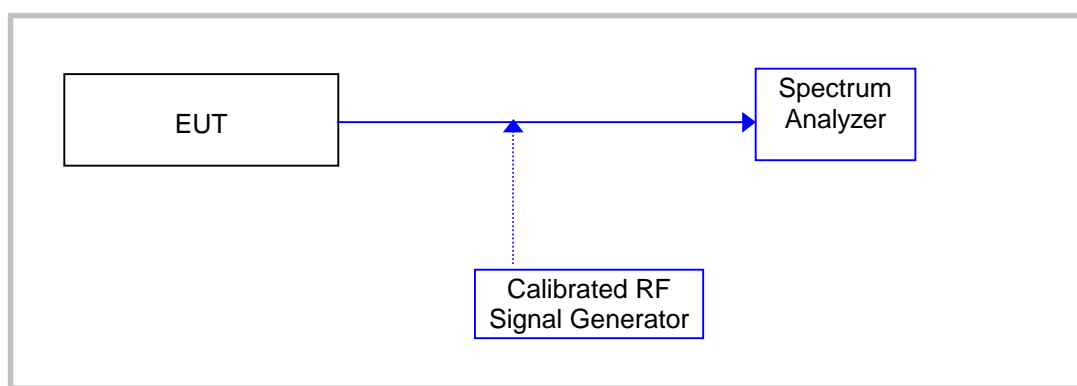 EUT
Spectrum
Analyzer
Calibrated RF
Signal Generator